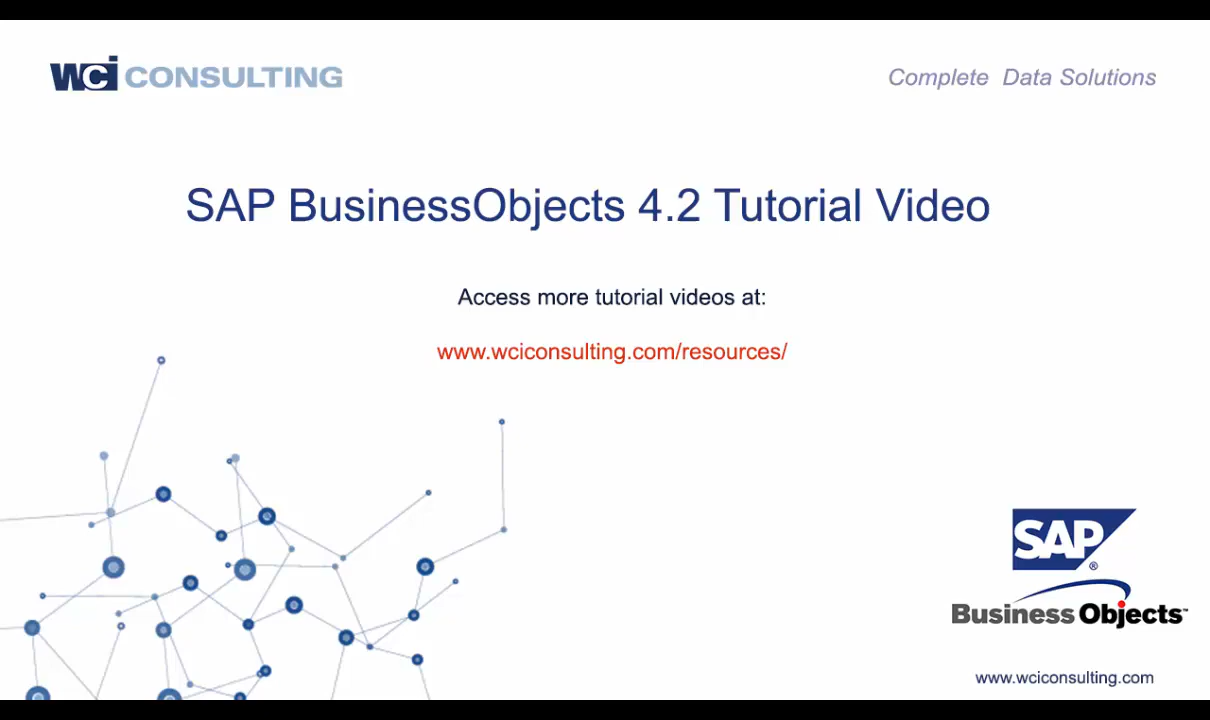 wci CONSULTING
Complete Data Solutions
SAP BusinessObjects 4.2 Tutorial Video
Access more tutorial videos at:
www.wciconsulting.com/resources/
SAP®
Business Objects™
www.wciconsulting.com